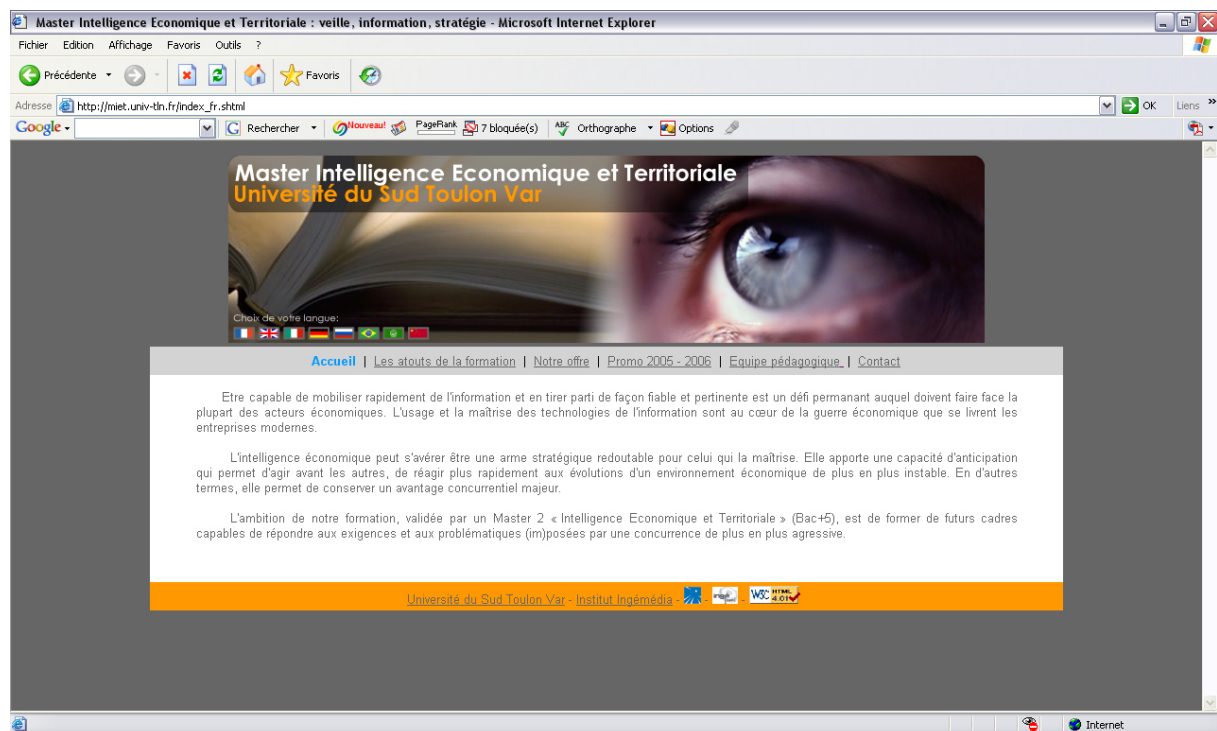 Master Intelligence Economique et Territoriale : veille, information, stratégie - Microsoft Internet Explorer
Fichier Edition Affichage Favoris Outils ?
Précédente Favoris
Adresse http://miet.univ-tln.fr/index_fr.shtml OK Liens »
Google Rechercher Nouveau! PageRank 7 bloquée(s) ABC Orthographe Options
Master Intelligence Economique et Territoriale
Université du Sud Toulon Var
Choix de votre langue:
Accueil | Les atouts de la formation | Notre offre | Promo 2005 - 2006 | Equipe pédagogique | Contact
Etre capable de mobiliser rapidement de l'information et en tirer parti de façon fiable et pertinente est un défi permanant auquel doivent faire face la
plupart des acteurs économiques. L'usage et la maîtrise des technologies de l'information sont au cœur de la guerre économique que se livrent les
entreprises modernes.
L'intelligence économique peut s'avérer être une arme stratégique redoutable pour celui qui la maîtrise. Elle apporte une capacité d'anticipation
qui permet d'agir avant les autres, de réagir plus rapidement aux évolutions d'un environnement économique de plus en plus instable. En d'autres
termes, elle permet de conserver un avantage concurrentiel majeur.
L'ambition de notre formation, validée par un Master 2 « Intelligence Economique et Territoriale » (Bac+5), est de former de futurs cadres
capables de répondre aux exigences et aux problématiques (im)posées par une concurrence de plus en plus agressive.
Université du Sud Toulon Var - Institut Ingémédia - - - W3C HTML 4.01
Internet